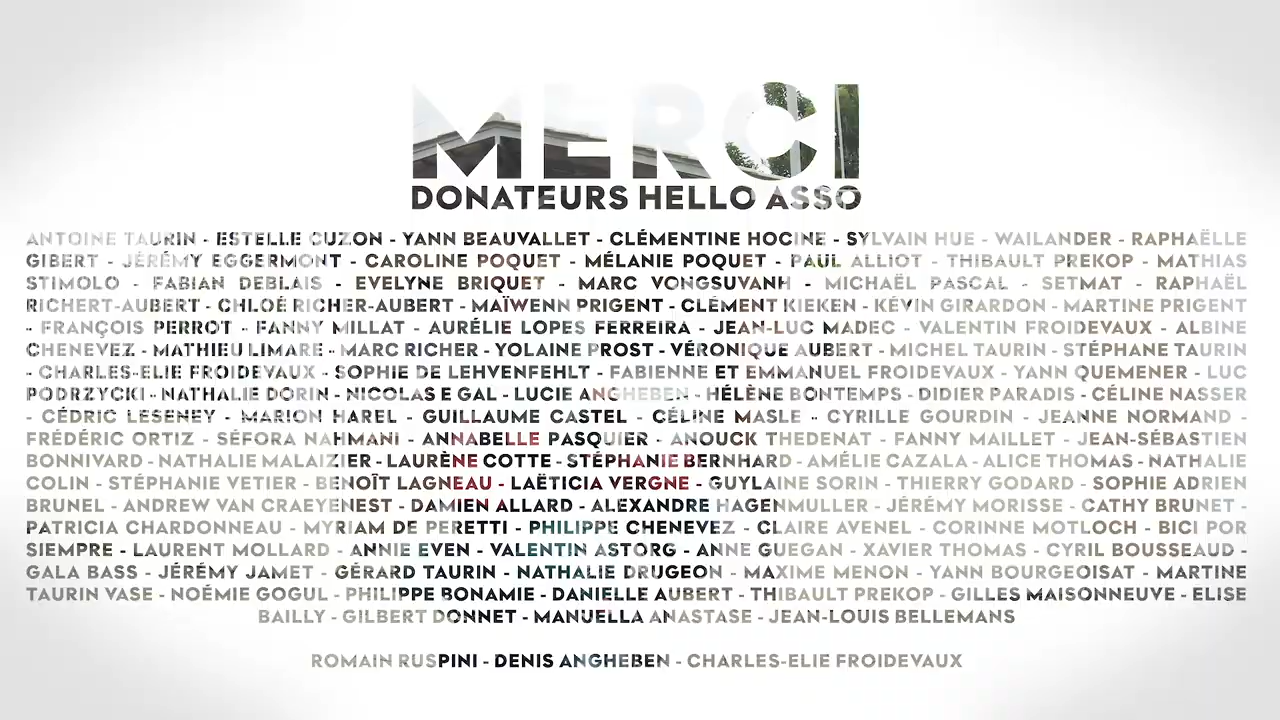 MERCI
DONATEURS HELLO ASSO
ANTOINE TAURIN - ESTELLE CUZON - YANN BEAUVALLET - CLÉMENTINE HOCINE - SYLVAIN HUE - WAILANDER - RAPHAËLLE
GIBERT - JÉRÉMY EGGERMONT - CAROLINE POQUET - MÉLANIE POQUET - PAUL ALLIOT - THIBAULT PREKOP - MATHIAS
STIMOLO - FABIAN DEBLAIS - EVELYNE BRIQUET - MARC VONGSUVANH - MICHAËL PASCAL - SETMAT - RAPHAËL
RICHERT-AUBERT - CHLOÉ RICHER-AUBERT - MAÏWENN PRIGENT - CLÉMENT KIEKEN - KÉVIN GIRARDON - MARTINE PRIGENT
- FRANÇOIS PERROT - FANNY MILLAT - AURÉLIE LOPES FERREIRA - JEAN-LUC MADEC - VALENTIN FROIDEVAUX - ALBINE
CHENEVEZ - MATHIEU LIMARE - MARC RICHER - YOLAINE PROST - VÉRONIQUE AUBERT - MICHEL TAURIN - STÉPHANE TAURIN
- CHARLES-ELIE FROIDEVAUX - SOPHIE DE LEHVENFEHLT - FABIENNE ET EMMANUEL FROIDEVAUX - YANN QUEMENER - LUC
PODRZYCKI - NATHALIE DORIN - NICOLAS E GAL - LUCIE ANGHEBEN - HÉLÈNE BONTEMPS - DIDIER PARADIS - CÉLINE NASSER
- CÉDRIC LESENEY - MARION HAREL - GUILLAUME CASTEL - CÉLINE MASLE - CYRILLE GOURDIN - JEANNE NORMAND -
FRÉDÉRIC ORTIZ - SÉFORA NAHMANI - ANNABELLE PASQUIER - ANOUCK THEDENAT - FANNY MAILLET - JEAN-SÉBASTIEN
BONNIVARD - NATHALIE MALAIZIER - LAURÈNE COTTE - STÉPHANIE BERNHARD - AMÉLIE CAZALA - ALICE THOMAS - NATHALIE
COLIN - STÉPHANIE VETIER - BENOÎT LAGNEAU - LAËTICIA VERGNE - GUYLAINE SORIN - THIERRY GODARD - SOPHIE ADRIEN
BRUNEL - ANDREW VAN CRAEYENEST - DAMIEN ALLARD - ALEXANDRE HAGENMULLER - JÉRÉMY MORISSE - CATHY BRUNET -
PATRICIA CHARDONNEAU - MYRIAM DE PERETTI - PHILIPPE CHENEVEZ - CLAIRE AVENEL - CORINNE MOTLOCH - BICI POR
SIEMPRE - LAURENT MOLLARD - ANNIE EVEN - VALENTIN ASTORG - ANNE GUEGAN - XAVIER THOMAS - CYRIL BOUSSEAUD -
GALA BASS - JÉRÉMY JAMET - GÉRARD TAURIN - NATHALIE DRUGEON - MAXIME MENON - YANN BOURGEOISAT - MARTINE
TAURIN VASE - NOÉMIE GOGUL - PHILIPPE BONAMIE - DANIELLE AUBERT - THIBAULT PREKOP - GILLES MAISONNEUVE - ELISE
BAILLY - GILBERT DONNET - MANUELLA ANASTASE - JEAN-LOUIS BELLEMANS
ROMAIN RUSPINI - DENIS ANGHEBEN - CHARLES-ELIE FROIDEVAUX